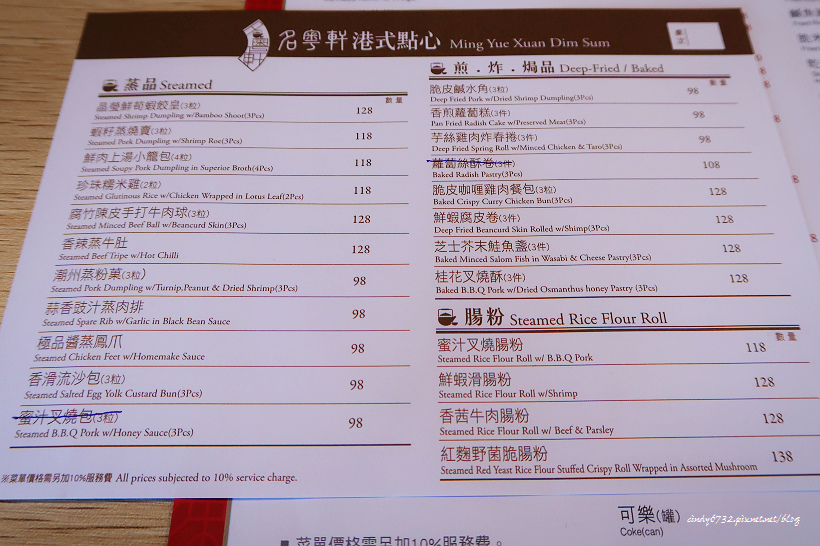 名粵軒港式點心 Ming Yue Xuan Dim Sum
桌
蒸品 Steamed
數量
晶瑩鮮筍蝦餃皇(3粒)
Steamed Shrimp Dumpling w/Bamboo Shoot(3Pcs)
128
蝦籽蒸燒賣(3粒)
Steamed Pork Dumpling w/Shrimp Roe(3Pcs)
118
鮮肉上湯小籠包(4粒)
Steamed Soupy Pork Dumpling in Superior Broth(4Pcs)
118
珍珠糯米雞(2粒)
Steamed Glutinous Rice w/Chicken Wrapped in Lotus Leaf(2Pcs)
118
腐竹陳皮手打牛肉球(3粒)
Steamed Minced Beef Ball w/Beancurd Skin(3Pcs)
128
香辣蒸牛肚
Steamed Beef Tripe w/Hot Chilli
128
潮州蒸粉菓(3粒)
Steamed Pork Dumpling w/Turnip,Peanut & Dried Shrimp(3Pcs)
98
蒜香豉汁蒸肉排
Steamed Spare Rib w/Garlic in Black Bean Sauce
98
極品醬蒸鳳爪
Steamed Chicken Feet w/Homemake Sauce
98
香滑流沙包(3粒)
Steamed Salted Egg Yolk Custard Bun(3Pcs)
98
蜜汁叉燒包(3粒)
Steamed B.B.Q Pork w/Honey Sauce(3Pcs)
98
※菜單價格需另加10%服務費 All prices subjected to 10% service charge.
煎．炸．焗品 Deep-Fried / Baked
數量
脆皮鹹水角(3粒)
Deep Fried Pork w/Dried Shrimp Dumpling(3Pcs)
98
香煎蘿蔔糕(3件)
Pan Fried Radish Cake w/Preserved Meat(3Pcs)
98
芋絲雞肉炸春捲(3件)
Deep Fried Spring Roll w/Minced Chicken & Taro(3Pcs)
98
蘿蔔絲酥卷(3件)
Baked Radish Pastry(3Pcs)
108
脆皮咖哩雞肉餐包(3粒)
Baked Crispy Curry Chicken Bun(3Pcs)
128
鮮蝦腐皮卷(3件)
Deep Fried Beancurd Skin Rolled w/Shimp(3Pcs)
128
芝士芥末鮭魚盞(3件)
Baked Minced Salom Fish in Wasabi & Cheese Pastry(3Pcs)
128
桂花叉燒酥(3件)
Baked B.B.Q Pork w/Dried Osmanthus honey Pastry (3Pcs)
128
腸粉 Steamed Rice Flour Roll
數量
蜜汁叉燒腸粉
Steamed Rice Flour Roll w/ B.B.Q Pork
118
鮮蝦滑腸粉
Steamed Rice Flour Roll w/Shrimp
128
香茜牛肉腸粉
Steamed Rice Flour Roll w/ Beef & Parsley
128
紅麴野菌脆腸粉
Steamed Red Yeast Rice Flour Stuffed Crispy Roll Wrapped in Assorted Mushroom
138
可樂(罐)
Coke(can)
■ 菜單價格需另加10%服務費。
cindy6732.pixnet.net/blog